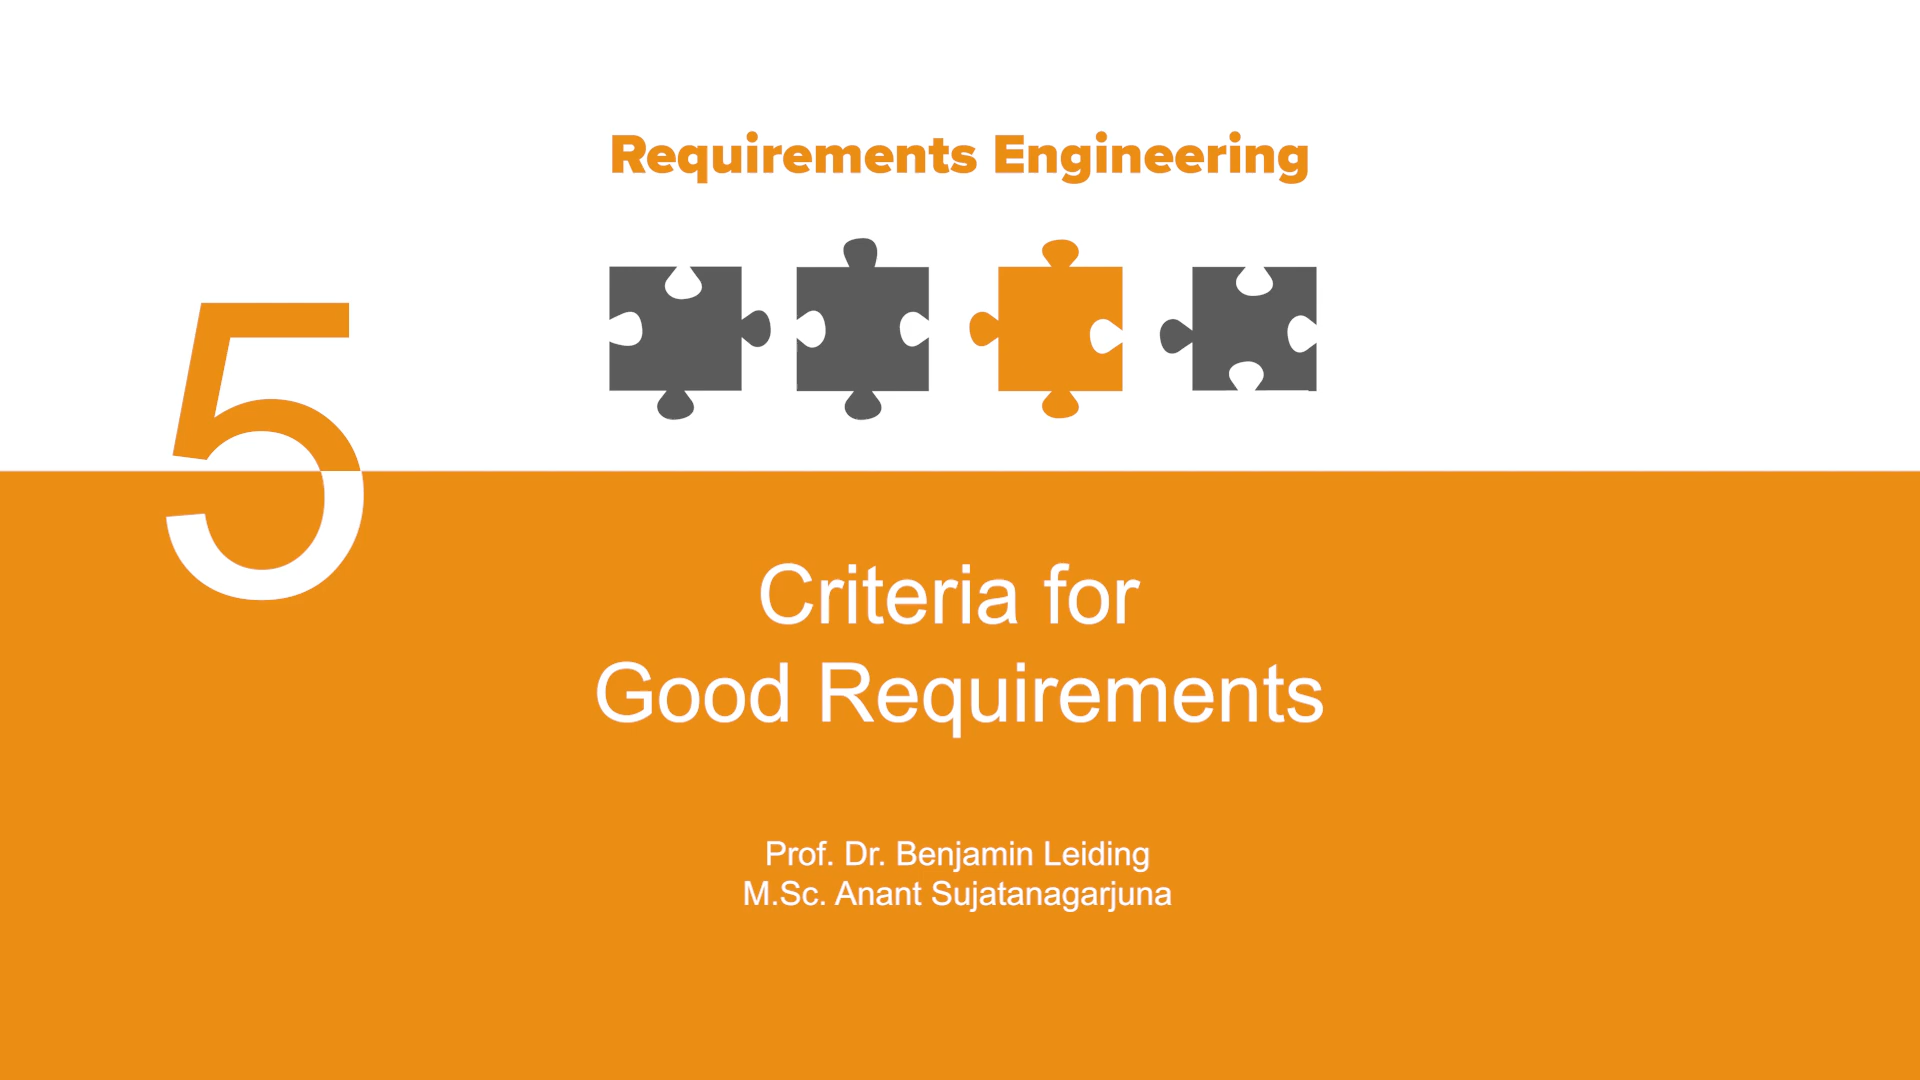 Requirements Engineering
5
Criteria for
Good Requirements
Prof. Dr. Benjamin Leiding
M.Sc. Anant Sujatanagarjuna